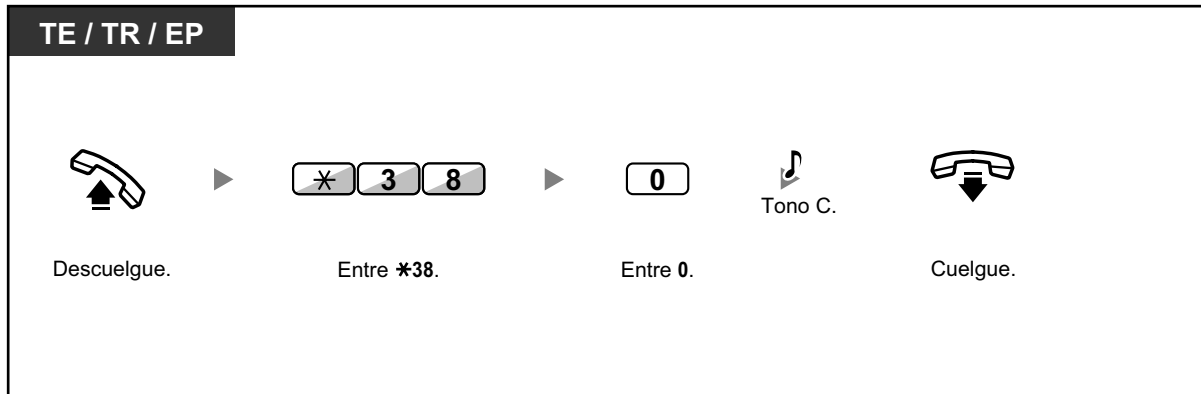 TE / TR / EP
* 3 8
0
Tono C.
Descuelgue.
Entre *38.
Entre 0.
Cuelgue.